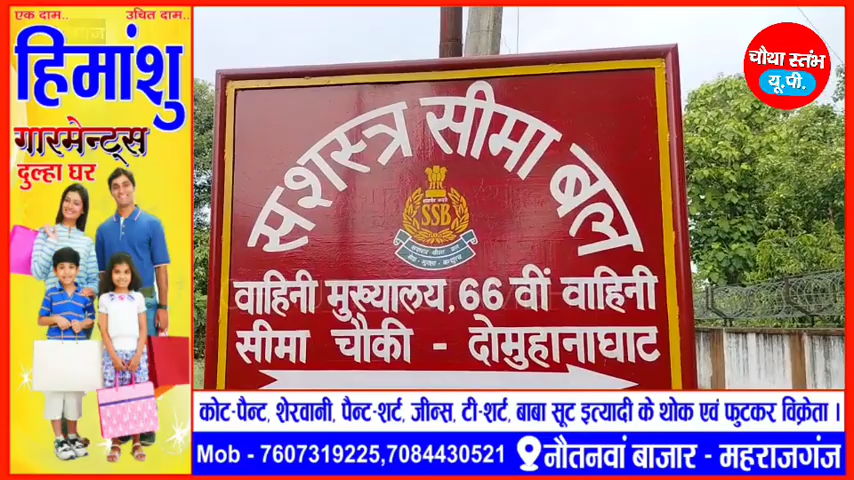 एक दाम..
उचित दाम..
हिमांशु
गारमेन्ट्स
दुल्हा घर
चौथा स्तंभ
यू.पी.
सशस्त्र सीमा बल
SSB
वाहिनी मुख्यालय,66 वीं वाहिनी
सीमा चौकी - दोमुहानाघाट
कोट-पैन्ट, शेरवानी, पैन्ट-शर्ट, जीन्स, टी-शर्ट, बाबा सूट इत्यादी के थोक एवं फुटकर विक्रेता ।
Mob - 7607319225,7084430521
नौतनवां बाजार - महराजगंज